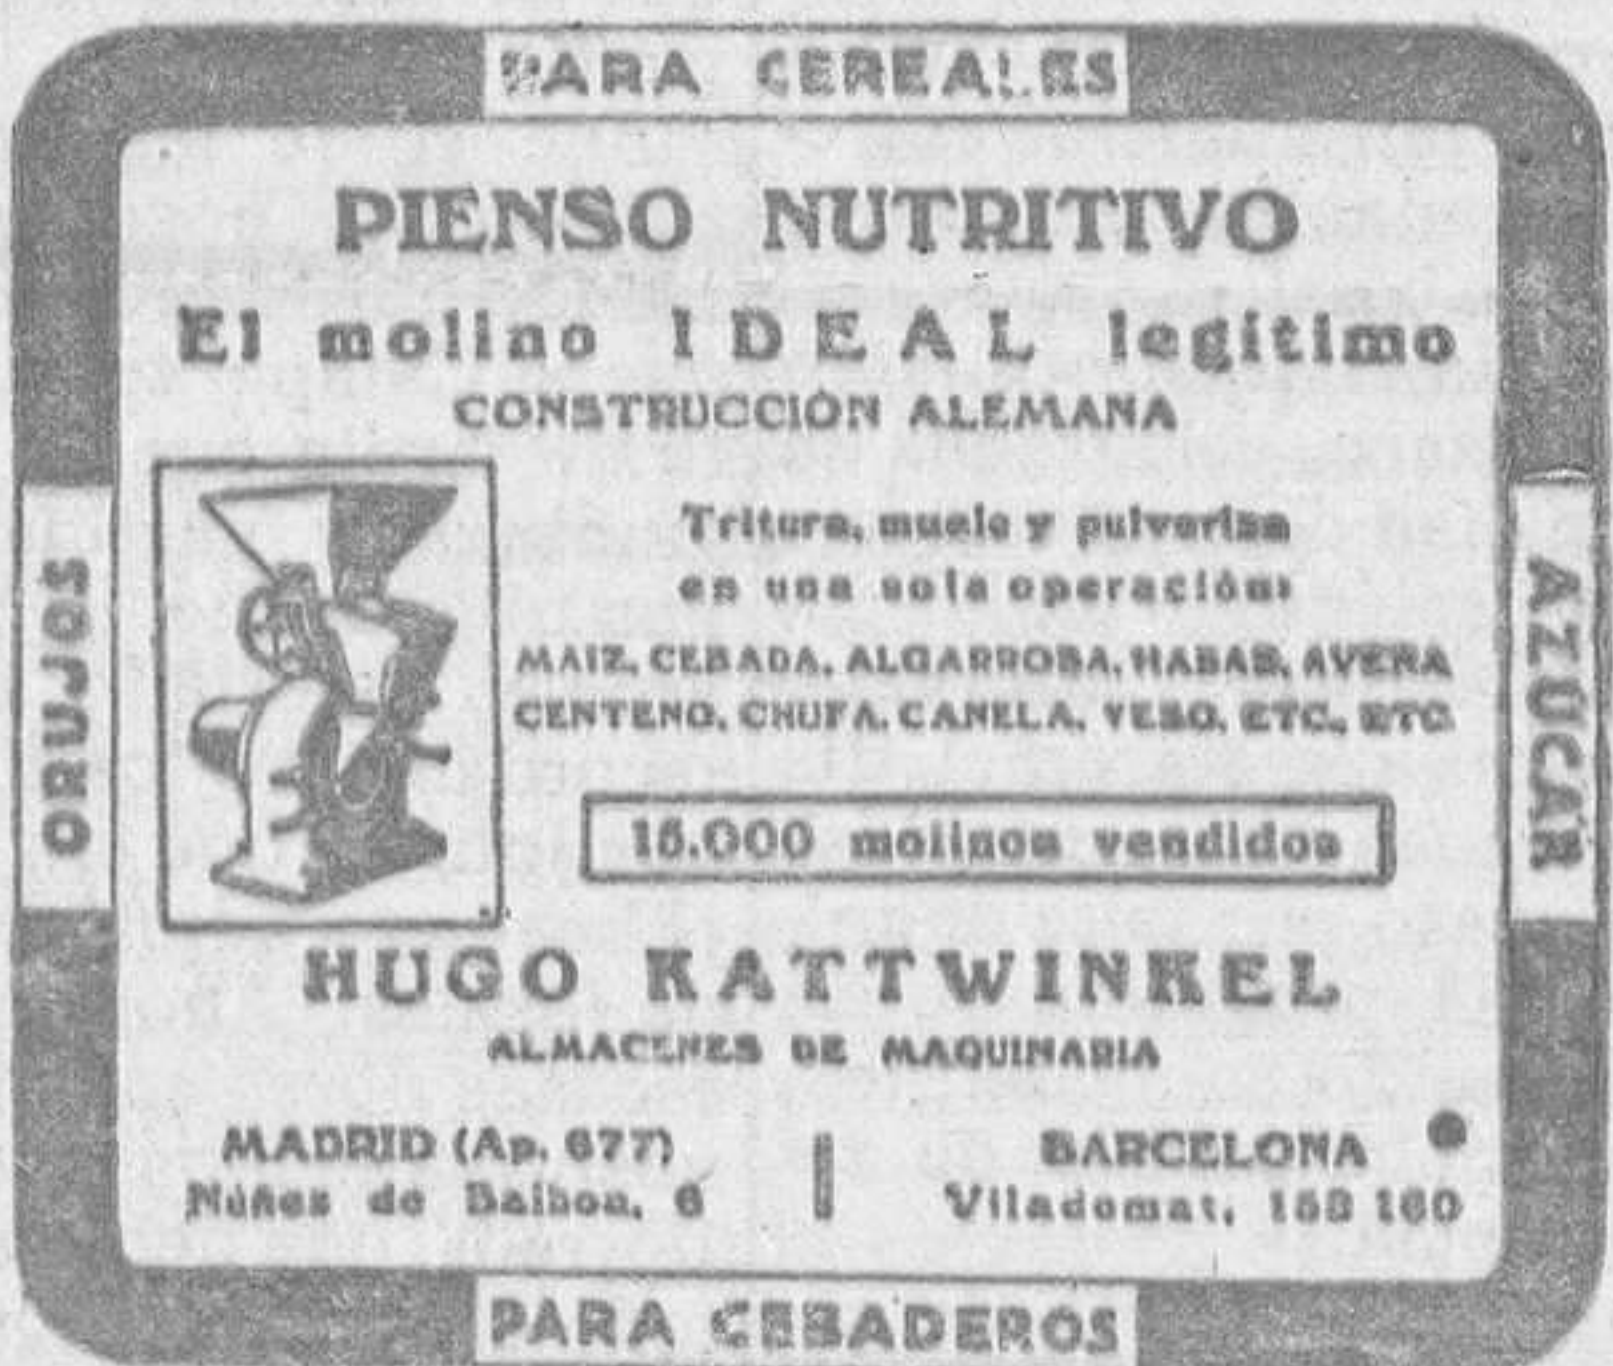 PARA CEREALES
PIENSO NUTRITIVO
El molino IDEAL legítimo
CONSTRUCCIÓN ALEMANA
Tritura, muele y pulveriza
en una sola operación:
MAIZ, CEBADA, ALGARROBA, HABAS, AVENA
CENTENO, CHUFA, CANELA, YESO, ETC., ETC.
15.000 molinos vendidos
HUGO KATTWINKEL
ALMACENES DE MAQUINARIA
MADRID (Ap. 677)
Núñez de Balboa, 6
BARCELONA
Viladomat, 158 160
ORUJOS
AZÚCAR
PARA CEBADEROS